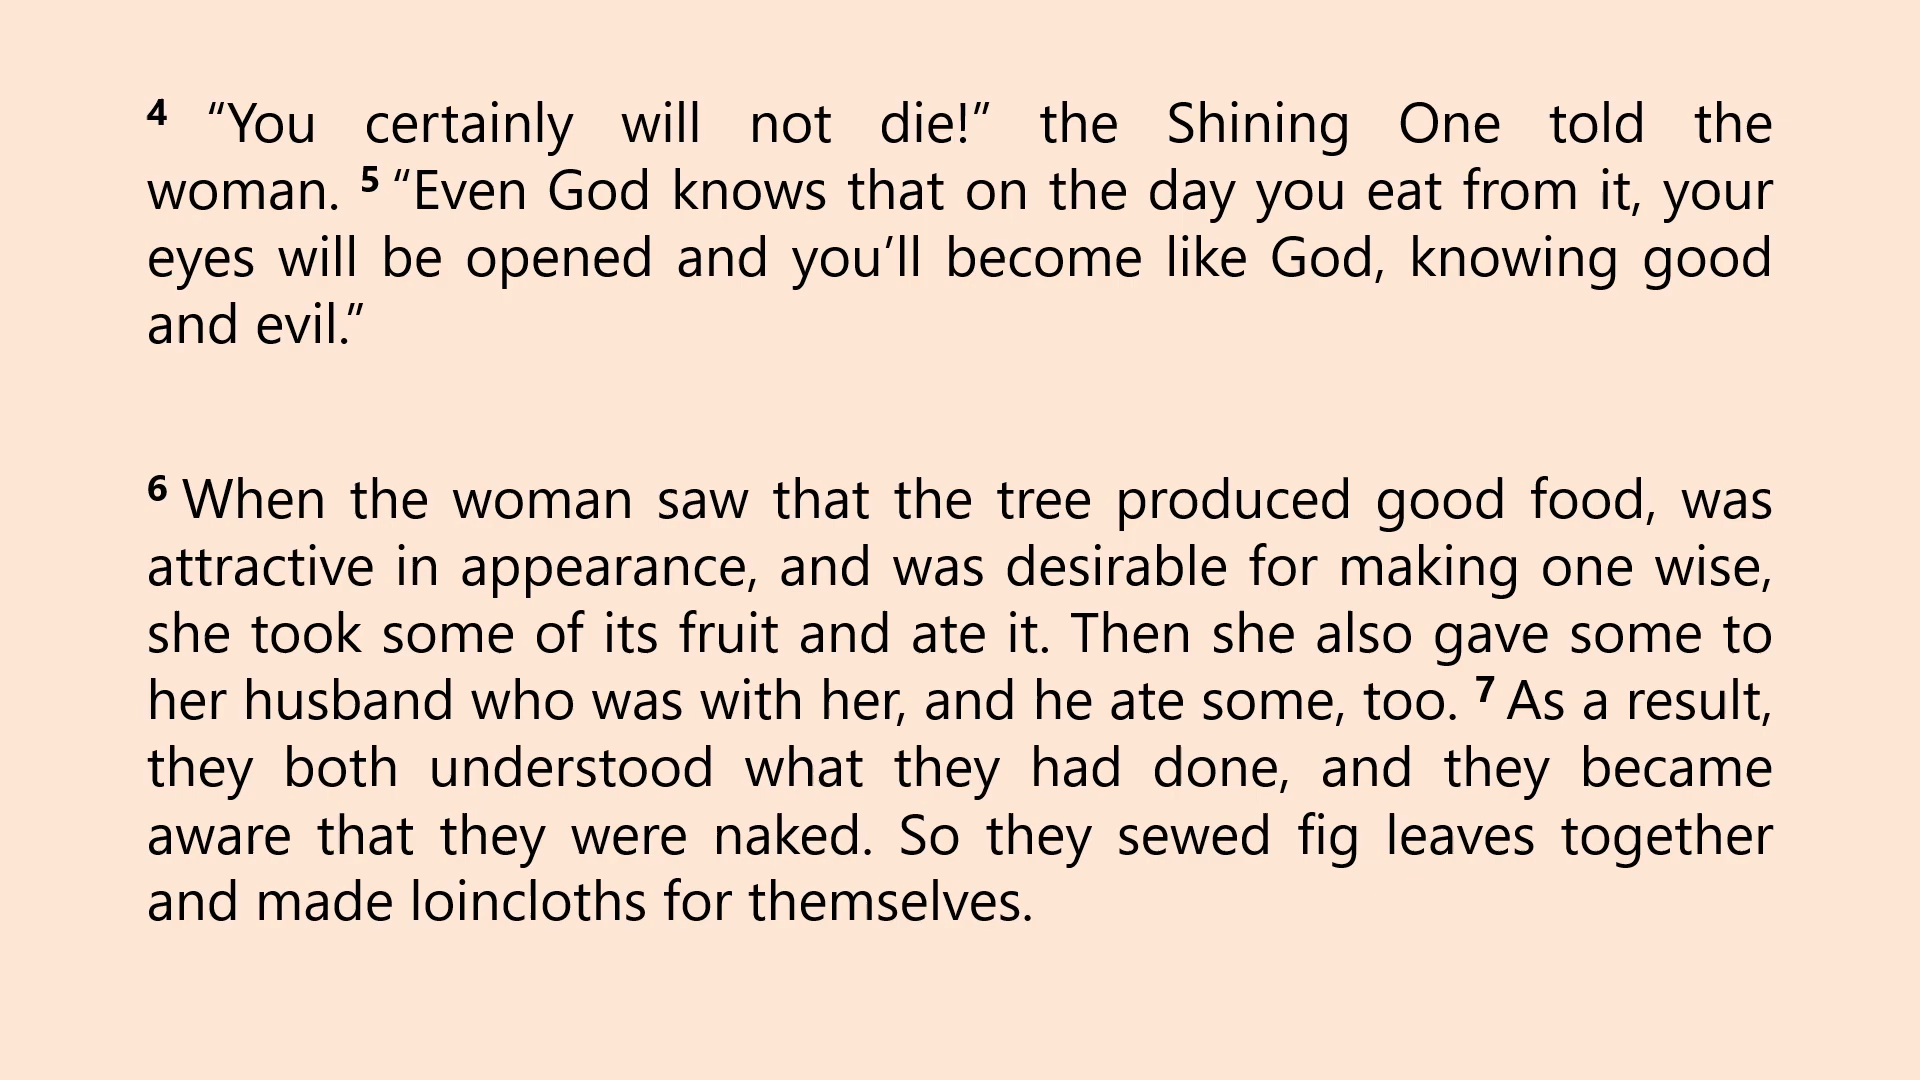 4 “You certainly will not die!” the Shining One told the
woman. 5 “Even God knows that on the day you eat from it, your
eyes will be opened and you’ll become like God, knowing good
and evil.”
6 When the woman saw that the tree produced good food, was
attractive in appearance, and was desirable for making one wise,
she took some of its fruit and ate it. Then she also gave some to
her husband who was with her, and he ate some, too. 7 As a result,
they both understood what they had done, and they became
aware that they were naked. So they sewed fig leaves together
and made loincloths for themselves.